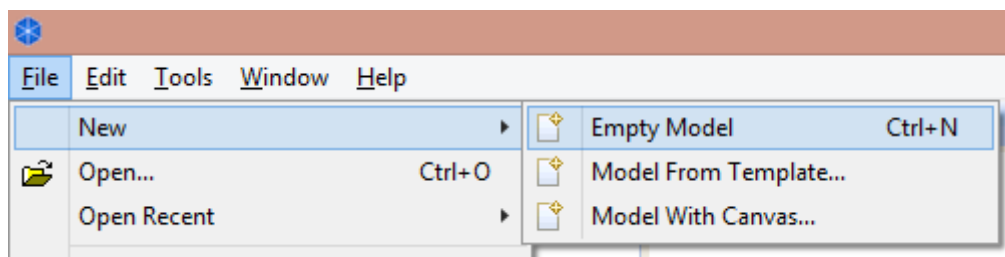 File Edit Tools Window Help
New Empty Model Ctrl+N
Open... Ctrl+O Model From Template...
Open Recent Model With Canvas...